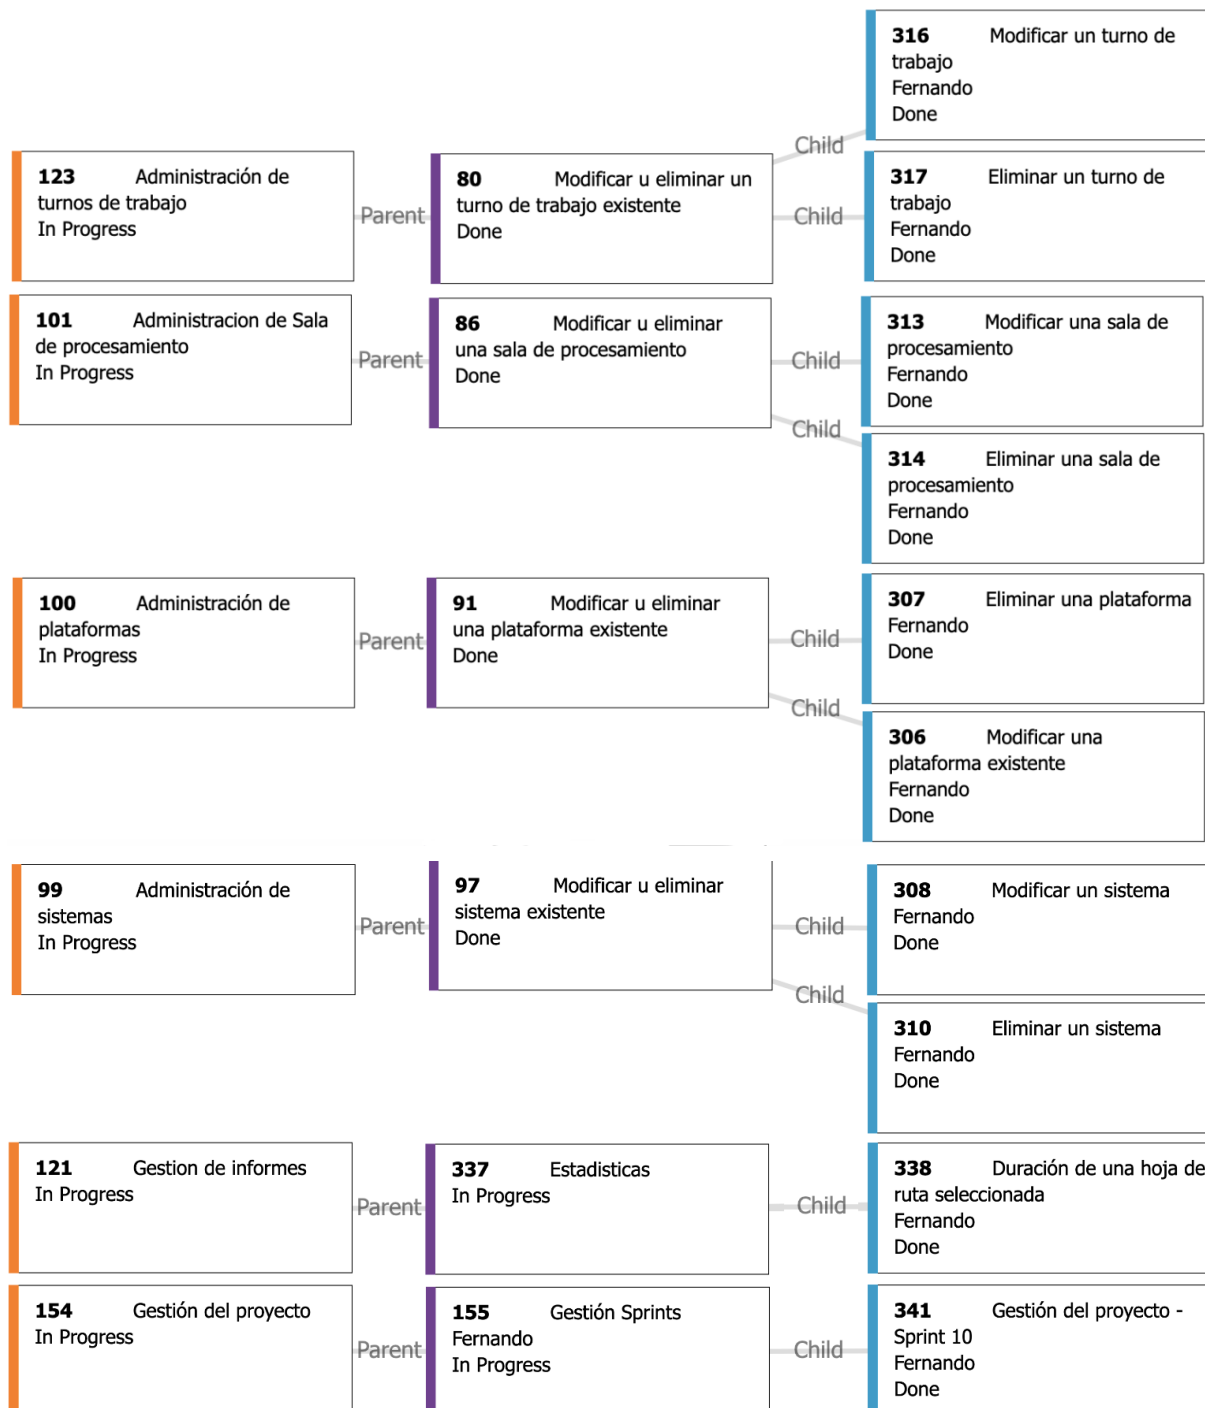 316 Modificar un turno de
trabajo
Fernando
Done
123 Administración de
turnos de trabajo
In Progress
Parent
80 Modificar u eliminar un
turno de trabajo existente
Done
Child
Child
317 Eliminar un turno de
trabajo
Fernando
Done
101 Administracion de Sala
de procesamiento
In Progress
Parent
86 Modificar u eliminar
una sala de procesamiento
Done
Child
Child
313 Modificar una sala de
procesamiento
Fernando
Done
314 Eliminar una sala de
procesamiento
Fernando
Done
100 Administración de
plataformas
In Progress
Parent
91 Modificar u eliminar
una plataforma existente
Done
Child
Child
307 Eliminar una plataforma
Fernando
Done
306 Modificar una
plataforma existente
Fernando
Done
99 Administración de
sistemas
In Progress
Parent
97 Modificar u eliminar
sistema existente
Done
Child
Child
308 Modificar un sistema
Fernando
Done
310 Eliminar un sistema
Fernando
Done
121 Gestion de informes
In Progress
Parent
337 Estadisticas
In Progress
Child
338 Duración de una hoja de
ruta seleccionada
Fernando
Done
154 Gestión del proyecto
In Progress
Parent
155 Gestión Sprints
Fernando
In Progress
Child
341 Gestión del proyecto -
Sprint 10
Fernando
Done